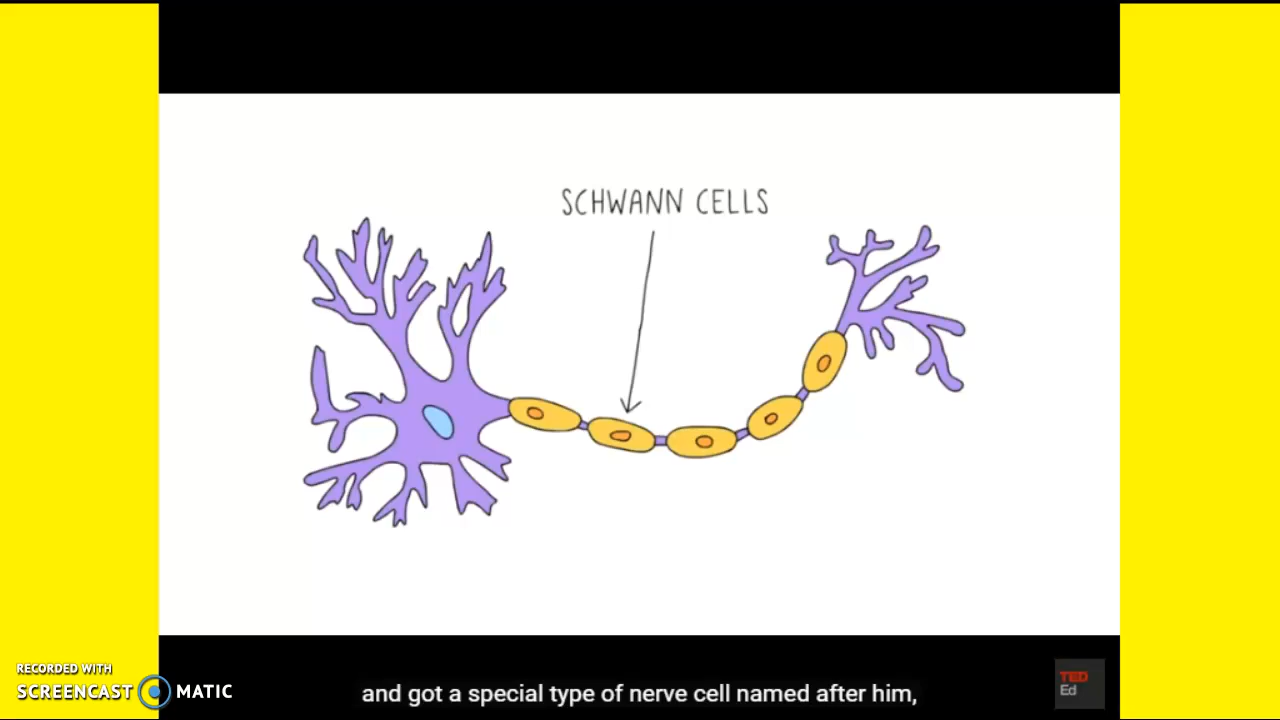 SCHWANN CELLS
RECORDED WITH
SCREENCAST MATIC
and got a special type of nerve cell named after him,
TED
Ed